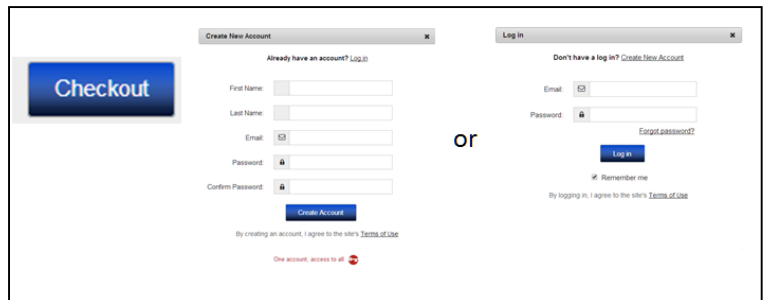 Checkout
Create New Account
Already have an account? Log in
First Name:
Last Name:
Email:
Password:
Confirm Password:
Create Account
By creating an account, I agree to the site's Terms of Use
One account, access to all
or
Log in
Don't have a log in? Create New Account
Email:
Password:
Forgot password?
Log in
Remember me
By logging in, I agree to the site's Terms of Use